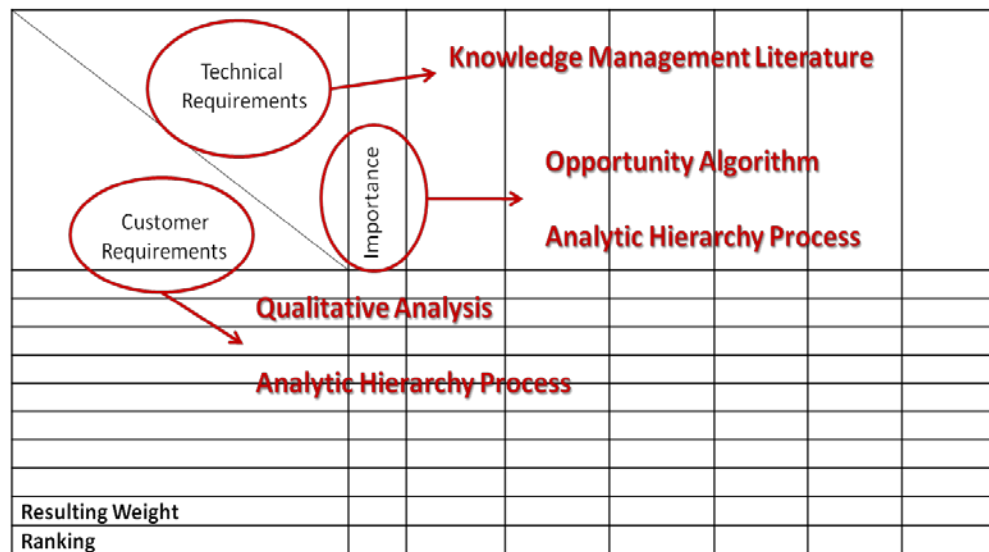 Technical
Requirements
Knowledge Management Literature
Importance
Opportunity Algorithm
Analytic Hierarchy Process
Customer
Requirements
Qualitative Analysis
Analytic Hierarchy Process
Resulting Weight
Ranking